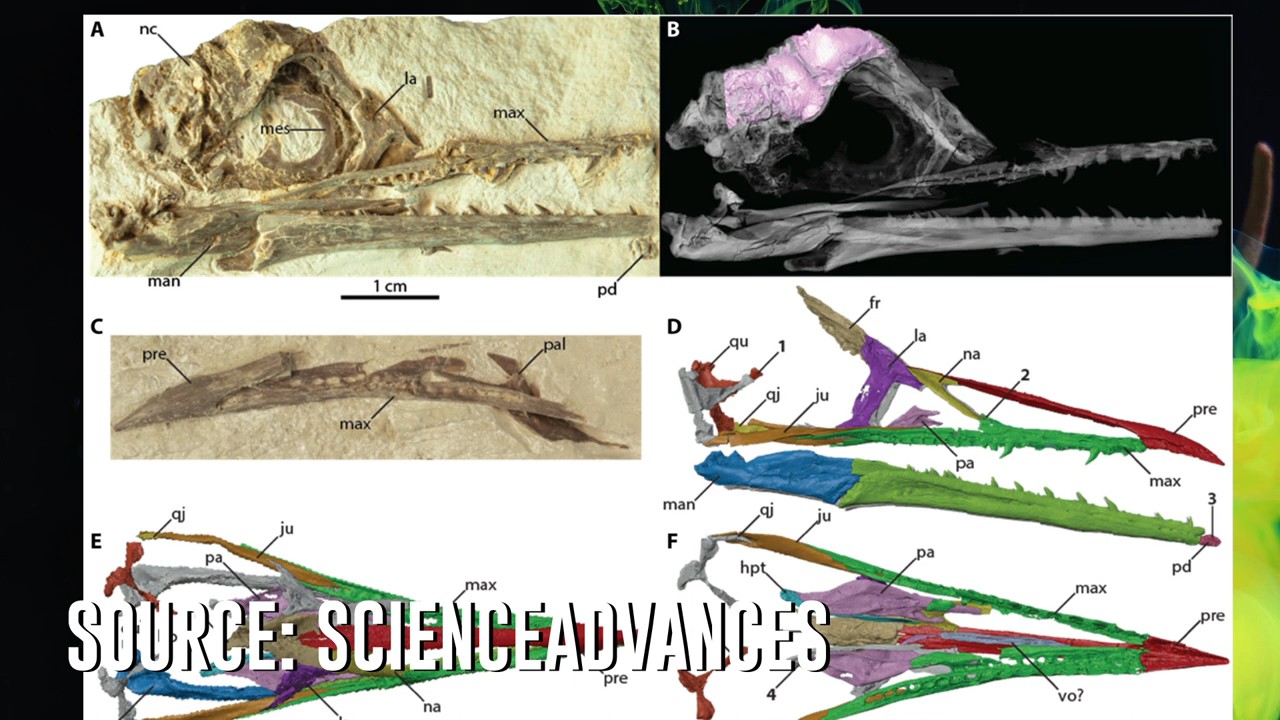 A
nc
la
mes
max
man
1 cm
pd
B
C
pre
pal
max
D
fr
la
na
qu
1
2
qj
ju
pre
pa
max
man
3
pd
E
qj
ju
pa
max
pre
na
F
qj
ju
hpt
pa
max
pre
4
vo?
SOURCE: SCIENCEADVANCES